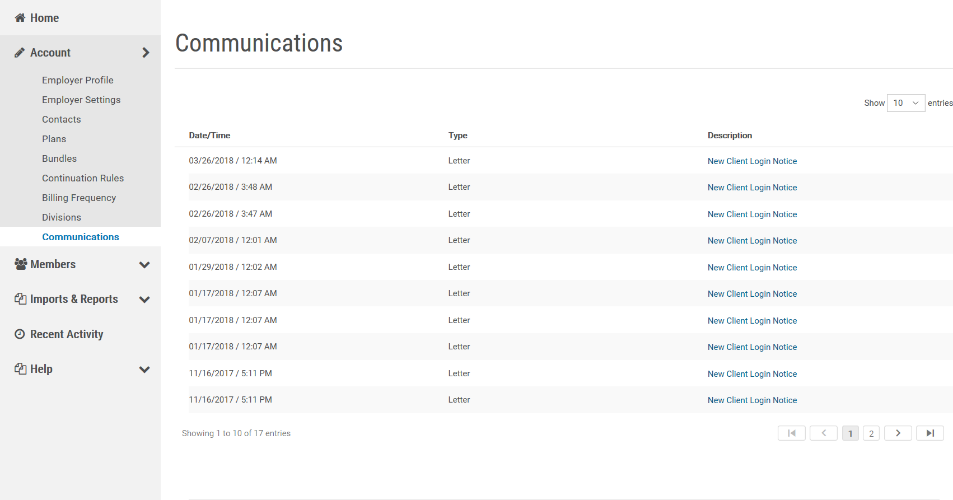 Home
Account
Employer Profile
Employer Settings
Contacts
Plans
Bundles
Continuation Rules
Billing Frequency
Divisions
Communications
Members
Imports & Reports
Recent Activity
Help
Communications
Show 10 entries
Date/Time Type Description
03/26/2018 / 12:14 AM Letter New Client Login Notice
02/26/2018 / 3:48 AM Letter New Client Login Notice
02/26/2018 / 3:47 AM Letter New Client Login Notice
02/07/2018 / 12:01 AM Letter New Client Login Notice
01/29/2018 / 12:02 AM Letter New Client Login Notice
01/17/2018 / 12:07 AM Letter New Client Login Notice
01/17/2018 / 12:07 AM Letter New Client Login Notice
01/17/2018 / 12:07 AM Letter New Client Login Notice
11/16/2017 / 5:11 PM Letter New Client Login Notice
11/16/2017 / 5:11 PM Letter New Client Login Notice
Showing 1 to 10 of 17 entries 1 2